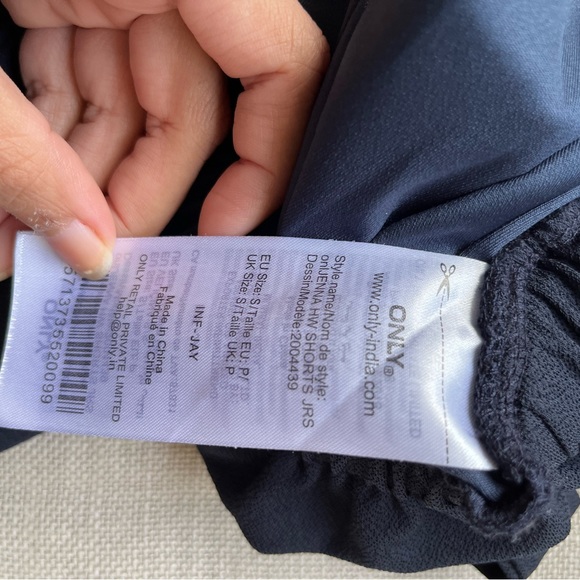 ONLY®
www.only-india.com
Style name/Nom de style:
onlJENNA HW SHORTS JRS
Dessin/Modèle: 2004439
EU Size: S/Taille EU: P/
UK Size: S/Taille UK: P
INF-JAY
Made in China
Fabriqué en Chine
ONLY RETAIL PRIVATE LIMITED
help@only.in
5713735520099